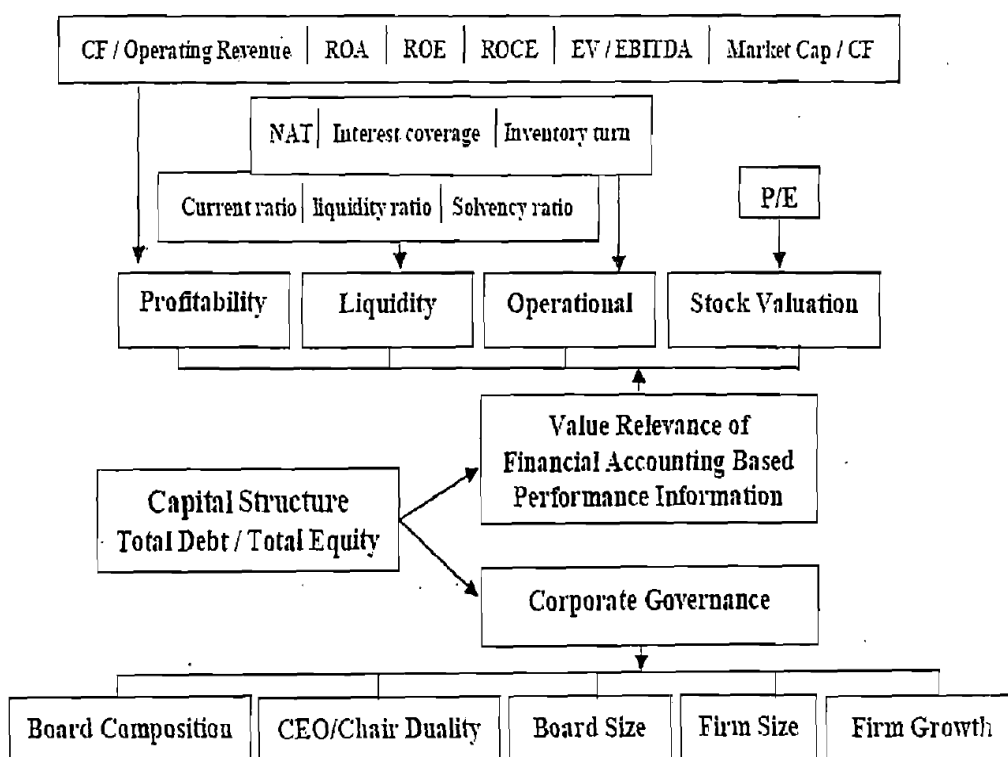 CF / Operating Revenue | ROA | ROE | ROCE | EV / EBITDA | Market Cap / CF
NAT | Interest coverage | Inventory turn
Current ratio | liquidity ratio | Solvency ratio
P/E
Profitability
Liquidity
Operational
Stock Valuation
Value Relevance of
Financial Accounting Based
Performance Information
Capital Structure
Total Debt / Total Equity
Corporate Governance
Board Composition
CEO/Chair Duality
Board Size
Firm Size
Firm Growth